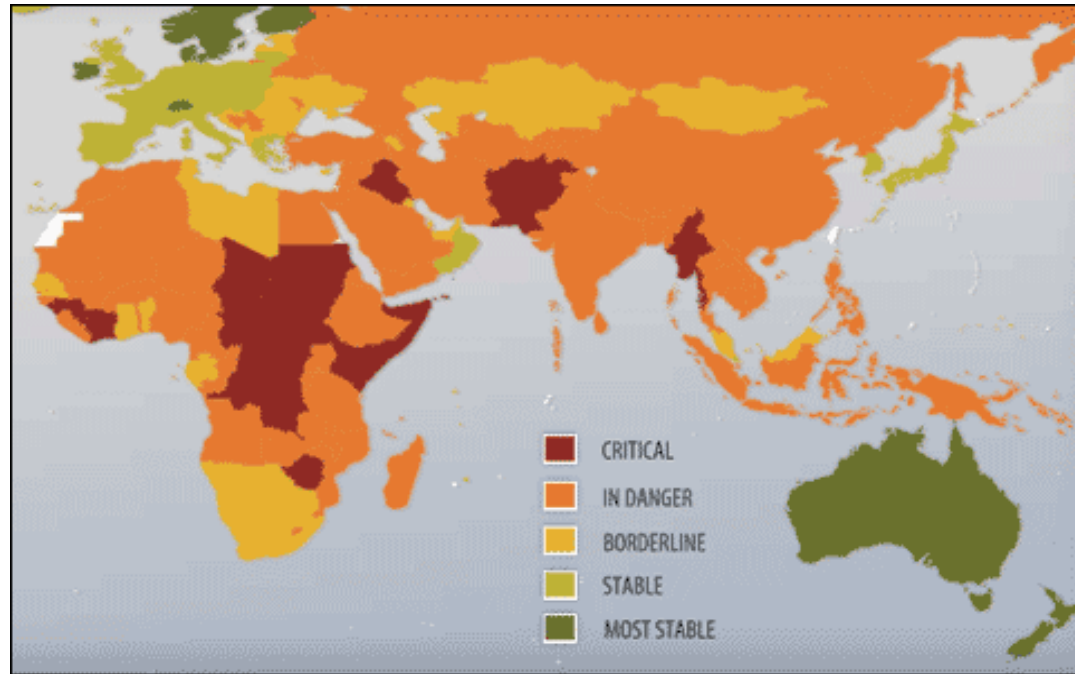 CRITICAL
IN DANGER
BORDERLINE
STABLE
MOST STABLE